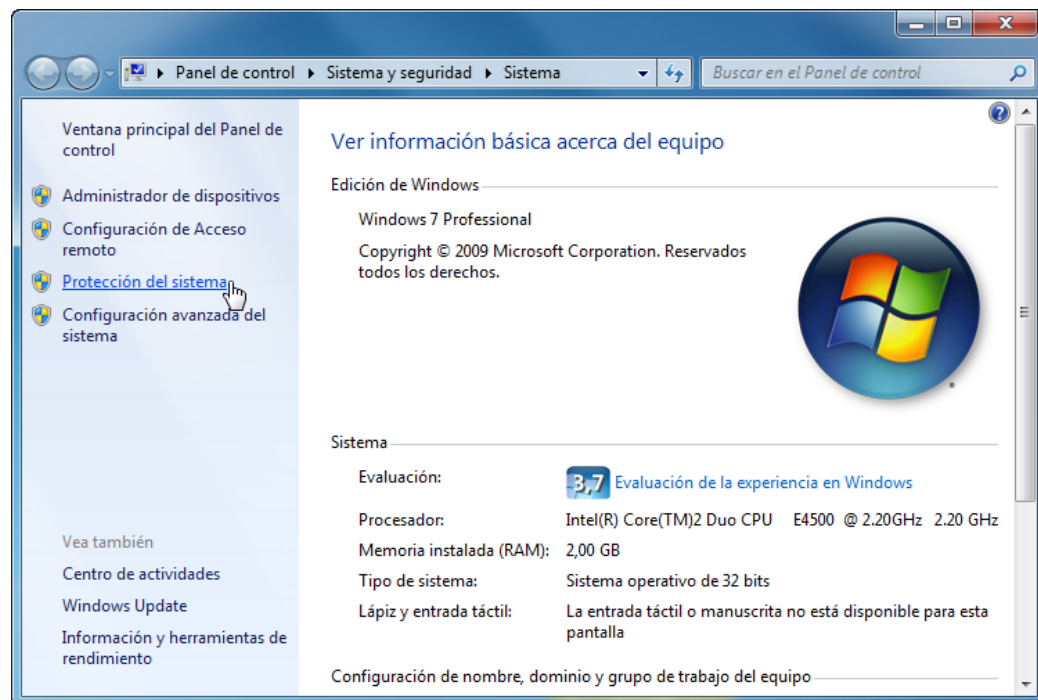 Panel de control ▸ Sistema y seguridad ▸ Sistema
Buscar en el Panel de control
Ventana principal del Panel de
control
Administrador de dispositivos
Configuración de Acceso
remoto
Protección del sistema
Configuración avanzada del
sistema
Vea también
Centro de actividades
Windows Update
Información y herramientas de
rendimiento
Ver información básica acerca del equipo
Edición de Windows
Windows 7 Professional
Copyright © 2009 Microsoft Corporation. Reservados
todos los derechos.
Sistema
Evaluación: 3,7 Evaluación de la experiencia en Windows
Procesador: Intel(R) Core(TM)2 Duo CPU E4500 @ 2.20GHz 2.20 GHz
Memoria instalada (RAM): 2,00 GB
Tipo de sistema: Sistema operativo de 32 bits
Lápiz y entrada táctil: La entrada táctil o manuscrita no está disponible para esta
pantalla
Configuración de nombre, dominio y grupo de trabajo del equipo